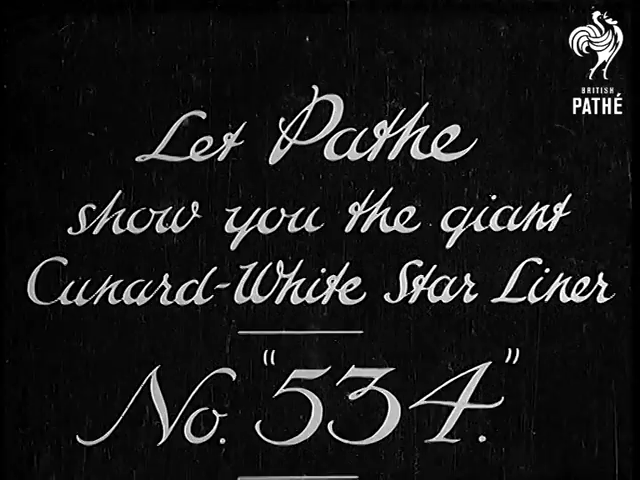 BRITISH
PATHÉ
Let Pathe
show you the giant
Cunard-White Star Liner
No. "534."